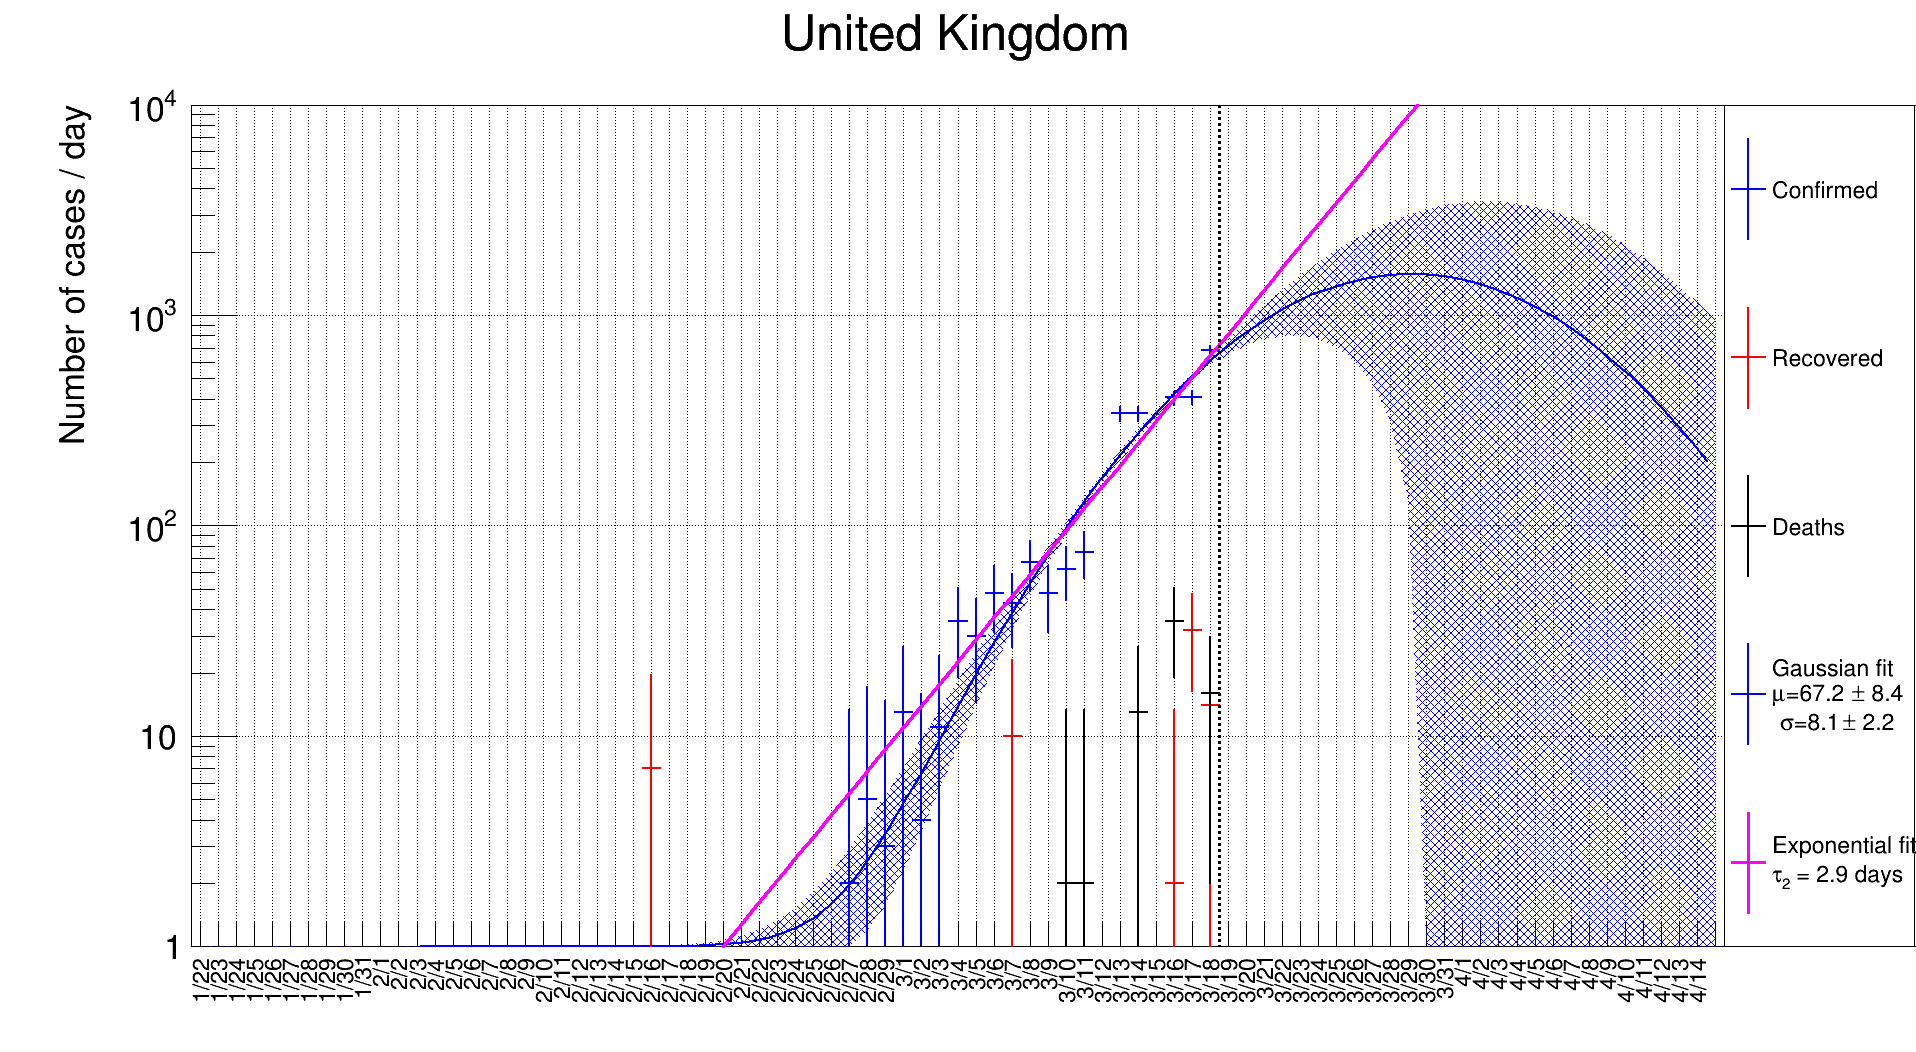 United Kingdom
Number of cases / day
10^4
10^3
10^2
10
1
1/22 1/23 1/24 1/25 1/26 1/27 1/28 1/29 1/30 1/31 2/1 2/2 2/3 2/4 2/5 2/6 2/7 2/8 2/9 2/10 2/11 2/12 2/13 2/14 2/15 2/16 2/17 2/18 2/19 2/20 2/21 2/22 2/23 2/24 2/25 2/26 2/27 2/28 2/29 3/1 3/2 3/3 3/4 3/5 3/6 3/7 3/8 3/9 3/10 3/11 3/12 3/13 3/14 3/15 3/16 3/17 3/18 3/19 3/20 3/21 3/22 3/23 3/24 3/25 3/26 3/27 3/28 3/29 3/30 3/31 4/1 4/2 4/3 4/4 4/5 4/6 4/7 4/8 4/9 4/10 4/11 4/12 4/13 4/14
Confirmed
Recovered
Deaths
Gaussian fit
μ=67.2 ± 8.4
σ=8.1 ± 2.2
Exponential fit
τ₂ = 2.9 days